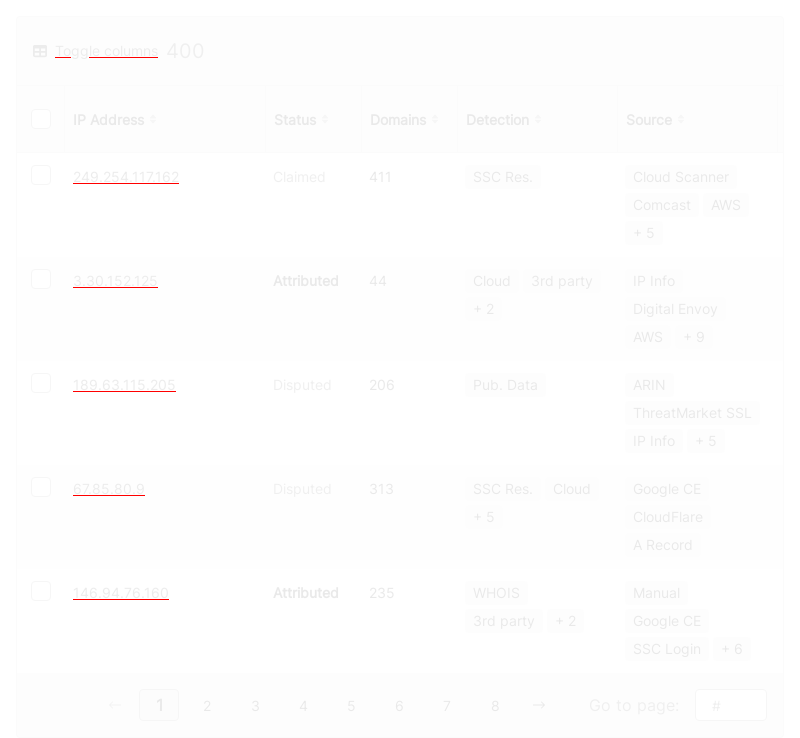 Toggle columns 400
IP Address Status Domains Detection Source
249.254.117.162 Claimed 411 SSC Res. Cloud Scanner
Comcast AWS
+ 5
3.30.152.125 Attributed 44 Cloud 3rd party IP Info
+ 2 Digital Envoy
AWS + 9
189.63.115.205 Disputed 206 Pub. Data ARIN
ThreatMarket SSL
IP Info + 5
67.85.80.9 Disputed 313 SSC Res. Cloud Google CE
+ 5 CloudFlare
A Record
146.94.76.160 Attributed 235 WHOIS Manual
3rd party + 2 Google CE
SSC Login + 6
← 1 2 3 4 5 6 7 8 → Go to page: #